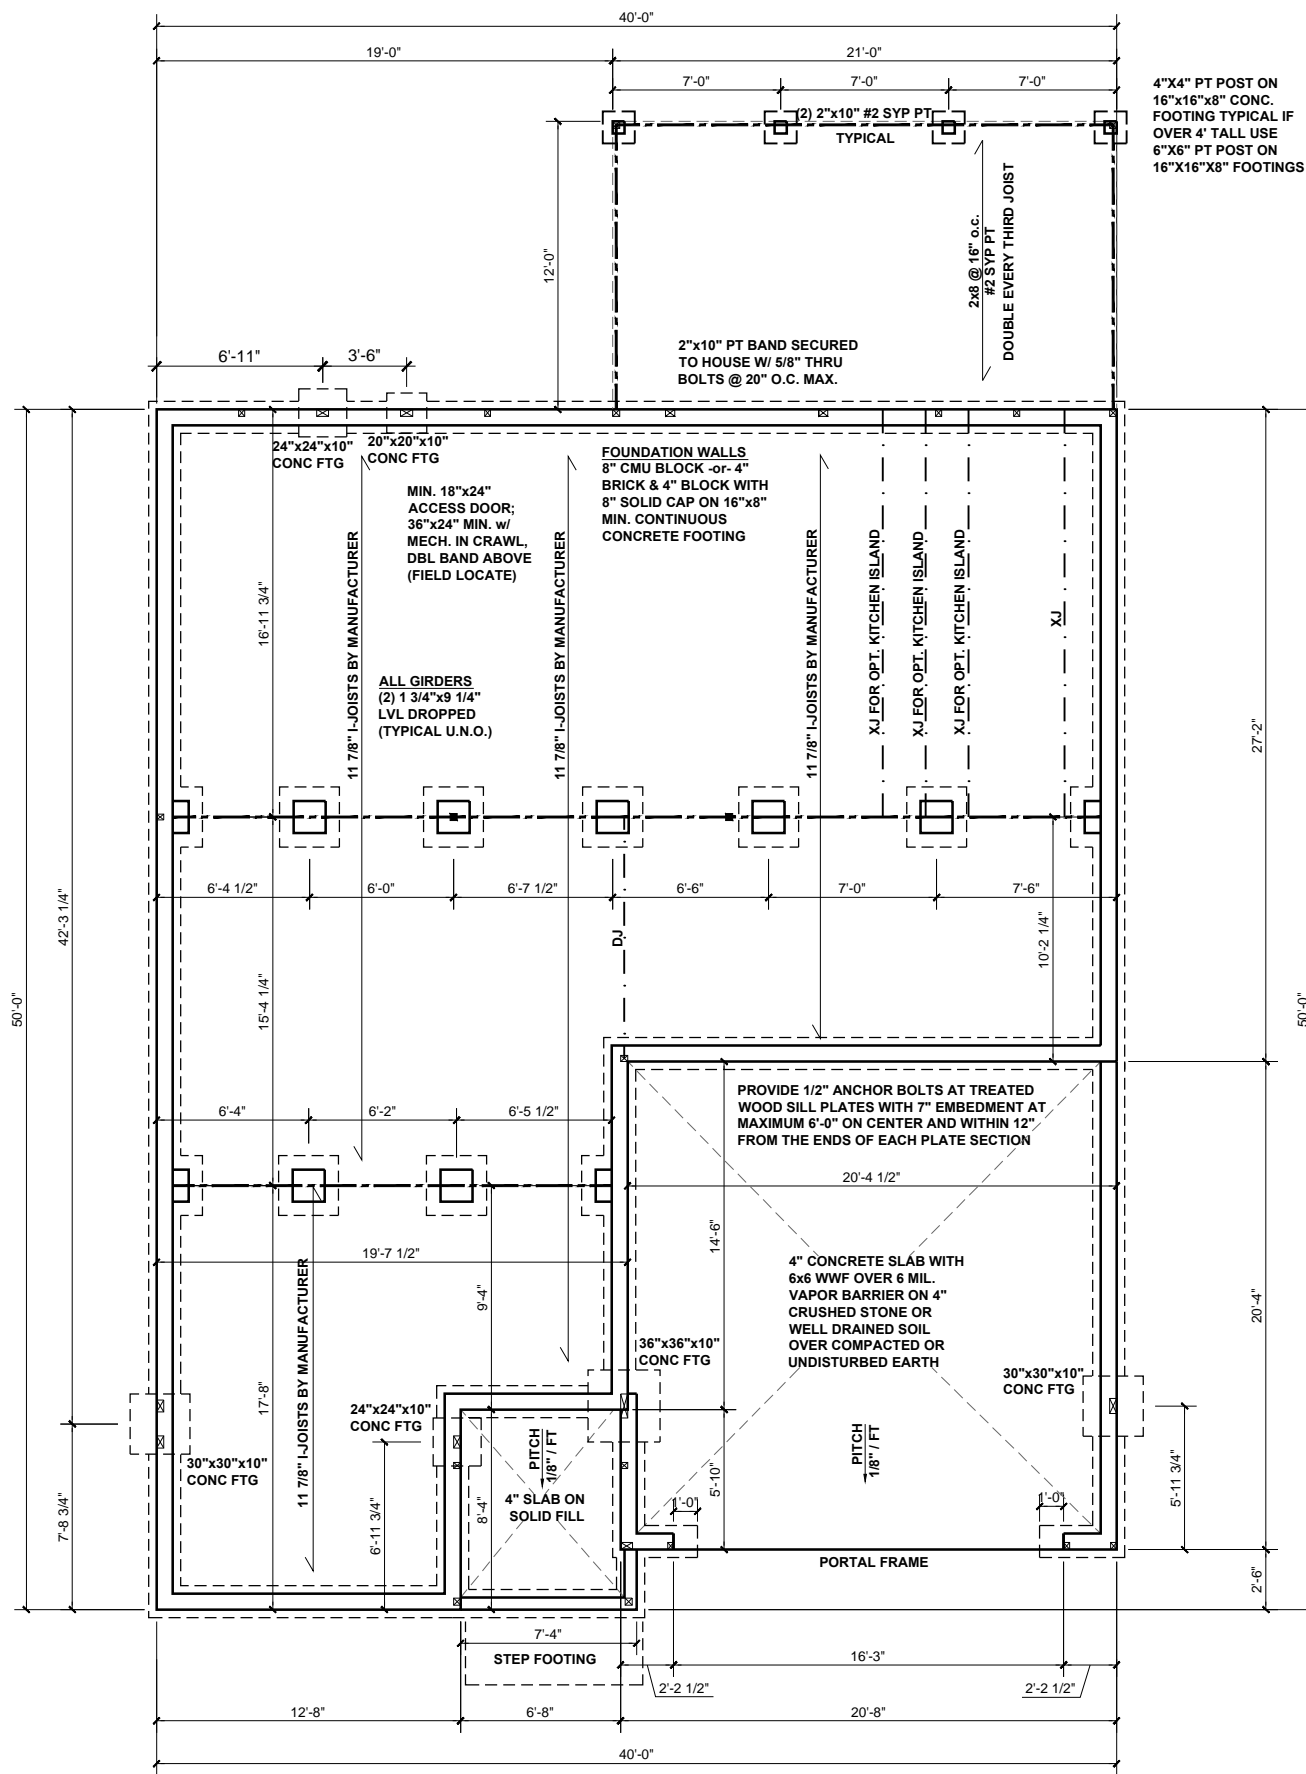 40'-0"
19'-0"
21'-0"
7'-0"
7'-0"
7'-0"
4"X4" PT POST ON
16"x16"x8" CONC.
FOOTING TYPICAL IF
OVER 4' TALL USE
6"X6" PT POST ON
16"X16"X8" FOOTINGS
(2) 2"x10" #2 SYP PT
TYPICAL
12'-0"
2x8 @ 16" o.c.
#2 SYP PT
DOUBLE EVERY THIRD JOIST
2"x10" PT BAND SECURED
TO HOUSE W/ 5/8" THRU
BOLTS @ 20" O.C. MAX.
6'-11"
3'-6"
24"x24"x10"
CONC FTG
20"x20"x10"
CONC FTG
FOUNDATION WALLS
8" CMU BLOCK -or- 4"
BRICK & 4" BLOCK WITH
8" SOLID CAP ON 16"x8"
MIN. CONTINUOUS
CONCRETE FOOTING
MIN. 18"x24"
ACCESS DOOR;
36"x24" MIN. w/
MECH. IN CRAWL,
DBL BAND ABOVE
(FIELD LOCATE)
16'-11 3/4"
11 7/8" I-JOISTS BY MANUFACTURER
11 7/8" I-JOISTS BY MANUFACTURER
11 7/8" I-JOISTS BY MANUFACTURER
XJ FOR OPT. KITCHEN ISLAND
XJ FOR OPT. KITCHEN ISLAND
XJ FOR OPT. KITCHEN ISLAND
XJ
ALL GIRDERS
(2) 1 3/4"x9 1/4"
LVL DROPPED
(TYPICAL U.N.O.)
27'-2"
6'-4 1/2"
6'-0"
6'-7 1/2"
6'-6"
7'-0"
7'-6"
42'-3 1/4"
DJ
10'-2 1/4"
15'-4 1/4"
50'-0"
50'-0"
PROVIDE 1/2" ANCHOR BOLTS AT TREATED
WOOD SILL PLATES WITH 7" EMBEDMENT AT
MAXIMUM 6'-0" ON CENTER AND WITHIN 12"
FROM THE ENDS OF EACH PLATE SECTION
6'-4"
6'-2"
6'-5 1/2"
20'-4 1/2"
14'-6"
19'-7 1/2"
9'-4"
11 7/8" I-JOISTS BY MANUFACTURER
4" CONCRETE SLAB WITH
6x6 WWF OVER 6 MIL.
VAPOR BARRIER ON 4"
CRUSHED STONE OR
WELL DRAINED SOIL
OVER COMPACTED OR
UNDISTURBED EARTH
20'-4"
36"x36"x10"
CONC FTG
30"x30"x10"
CONC FTG
17'-8"
24"x24"x10"
CONC FTG
PITCH
1/8" / FT
PITCH
1/8" / FT
30"x30"x10"
CONC FTG
5'-10"
5'-11 3/4"
4" SLAB ON
SOLID FILL
8'-4"
6'-11 3/4"
7'-8 3/4"
1'-0"
1'-0"
PORTAL FRAME
2'-6"
7'-4"
STEP FOOTING
16'-3"
2'-2 1/2"
2'-2 1/2"
12'-8"
6'-8"
20'-8"
40'-0"